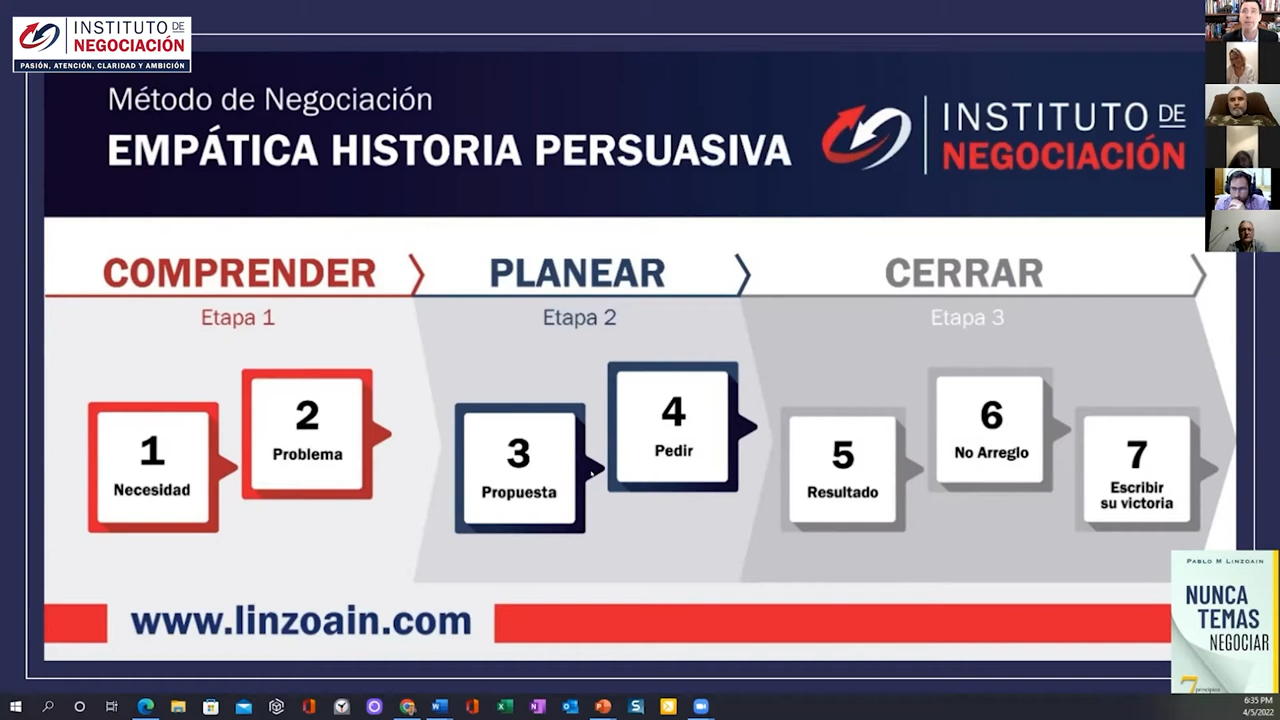 INSTITUTO DE
NEGOCIACIÓN
PASIÓN, ATENCIÓN, CLARIDAD Y AMBICIÓN
Método de Negociación
EMPÁTICA HISTORIA PERSUASIVA
INSTITUTO DE
NEGOCIACIÓN
COMPRENDER
PLANEAR
CERRAR
Etapa 1
Etapa 2
Etapa 3
1
Necesidad
2
Problema
3
Propuesta
4
Pedir
5
Resultado
6
No Arreglo
7
Escribir
su victoria
www.linzoain.com
PABLO M LINZOAIN
NUNCA
TEMAS
NEGOCIAR
7 principios
6:35 PM
4/5/2022